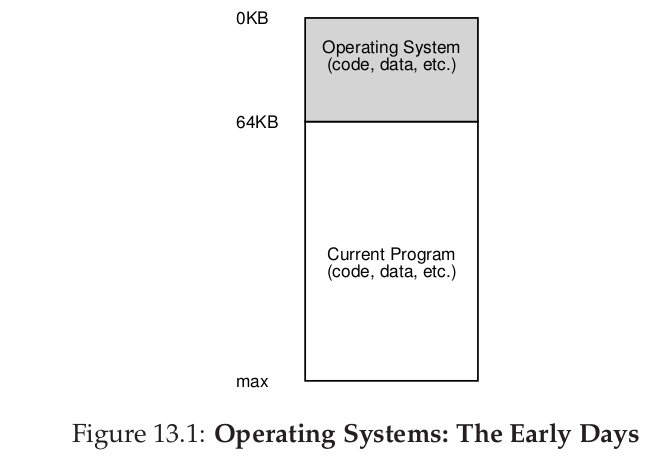 0KB
Operating System
(code, data, etc.)
64KB
Current Program
(code, data, etc.)
max
Figure 13.1: Operating Systems: The Early Days